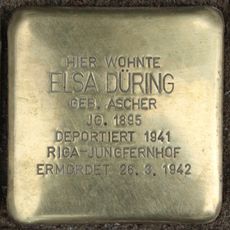 HIER WOHNTE
ELSA DÜRING
GEB. ASCHER
JG. 1895
DEPORTIERT 1941
RIGA-JUNGFERNHOF
ERMORDET 26. 3. 1942